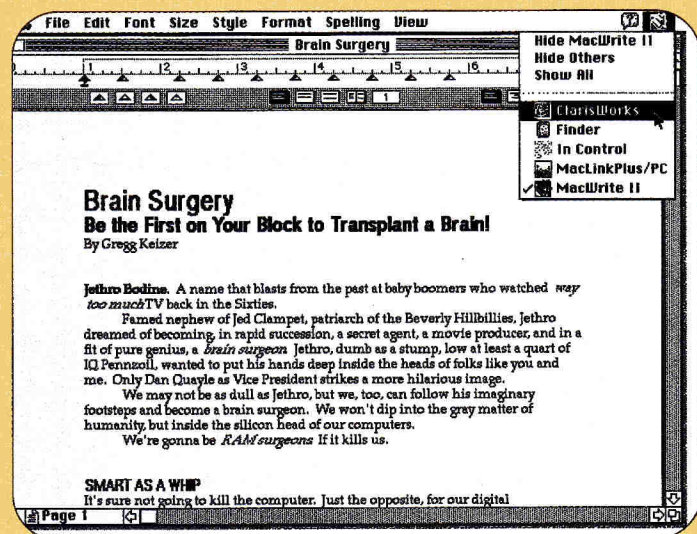 File Edit Font Size Style Format Spelling View
Brain Surgery
1 2 3 4 5 6
1
Hide MacWrite II
Hide Others
Show All
ClarisWorks
Finder
In Control
MacLinkPlus/PC
✓ MacWrite II
Brain Surgery
Be the First on Your Block to Transplant a Brain!
By Gregg Keizer
Jethro Bodine. A name that blasts from the past at baby boomers who watched way
too much TV back in the Sixties.
Famed nephew of Jed Clampet, patriarch of the Beverly Hillbillies, Jethro
dreamed of becoming, in rapid succession, a secret agent, a movie producer, and in a
fit of pure genius, a brain surgeon. Jethro, dumb as a stump, low at least a quart of
IQ Pennzoil, wanted to put his hands deep inside the heads of folks like you and
me. Only Dan Quayle as Vice President strikes a more hilarious image.
We may not be as dull as Jethro, but we, too, can follow his imaginary
footsteps and become a brain surgeon. We won't dip into the gray matter of
humanity, but inside the silicon head of our computers.
We're gonna be RAM surgeons. If it kills us.
SMART AS A WHIP
It's sure not going to kill the computer. Just the opposite, for our digital
Page 1